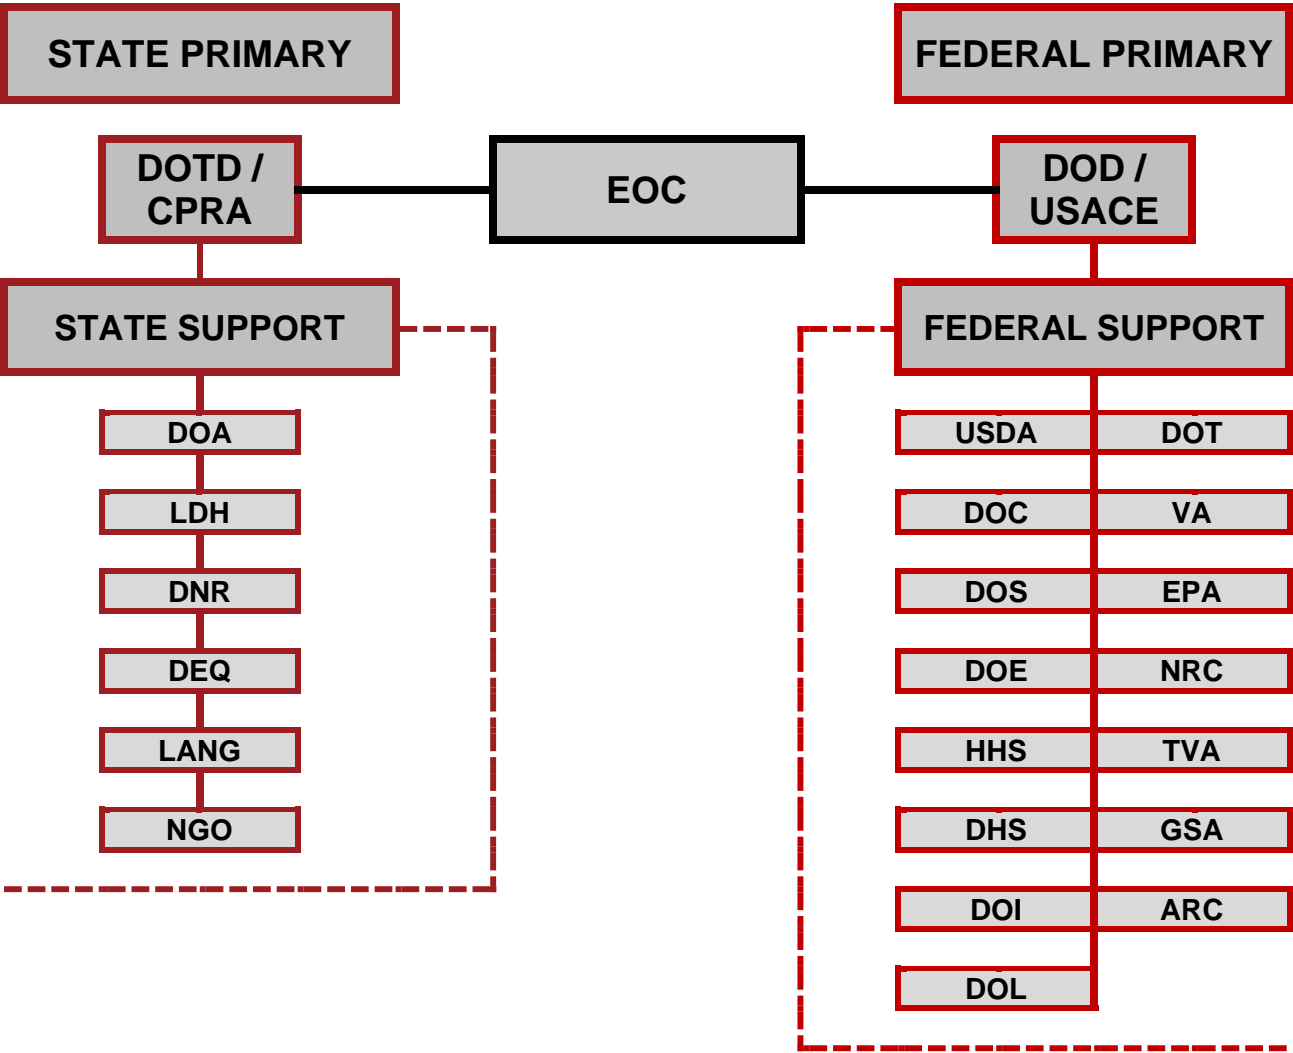 STATE PRIMARY
FEDERAL PRIMARY
DOTD /
CPRA
EOC
DOD /
USACE
STATE SUPPORT
FEDERAL SUPPORT
DOA
LDH
DNR
DEQ
LANG
NGO
USDA
DOT
DOC
VA
DOS
EPA
DOE
NRC
HHS
TVA
DHS
GSA
DOI
ARC
DOL